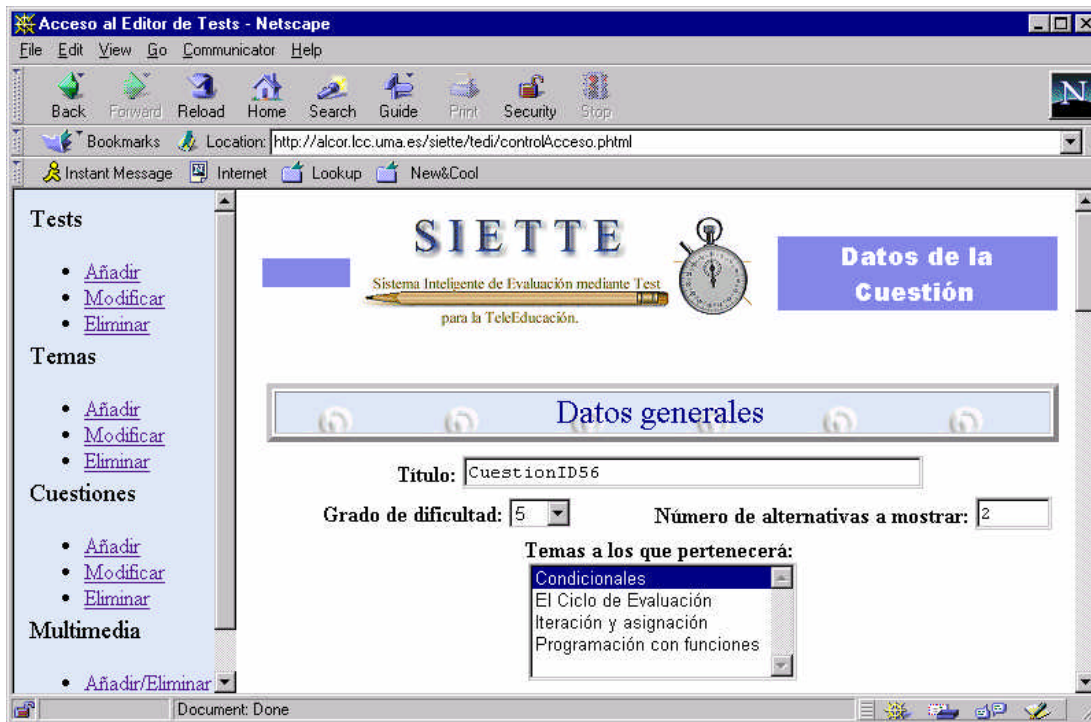 Acceso al Editor de Tests - Netscape
File Edit View Go Communicator Help
Back Forward Reload Home Search Guide Print Security Stop
N
Bookmarks Location: http://alcor.lcc.uma.es/siette/tedi/controlAcceso.phtml
Instant Message Internet Lookup New&Cool
Tests
Añadir
Modificar
Eliminar
Temas
Añadir
Modificar
Eliminar
Cuestiones
Añadir
Modificar
Eliminar
Multimedia
Añadir/Eliminar
SIETTE
Sistema Inteligente de Evaluación mediante Test
para la TeleEducación.
Datos de la
Cuestión
Datos generales
Título: CuestionID56
Grado de dificultad: 5 Número de alternativas a mostrar: 2
Temas a los que pertenecerá:
Condicionales
El Ciclo de Evaluación
Iteración y asignación
Programación con funciones
Document: Done